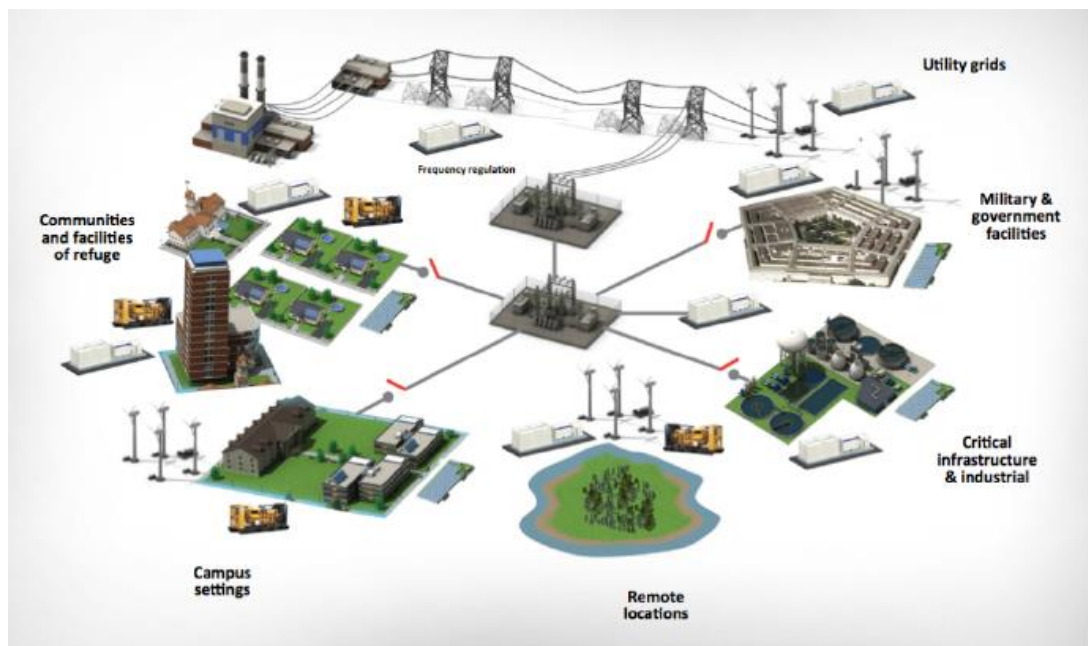 Utility grids
Frequency regulation
Communities
and facilities
of refuge
Military &
government
facilities
Critical
infrastructure
& industrial
Campus
settings
Remote
locations